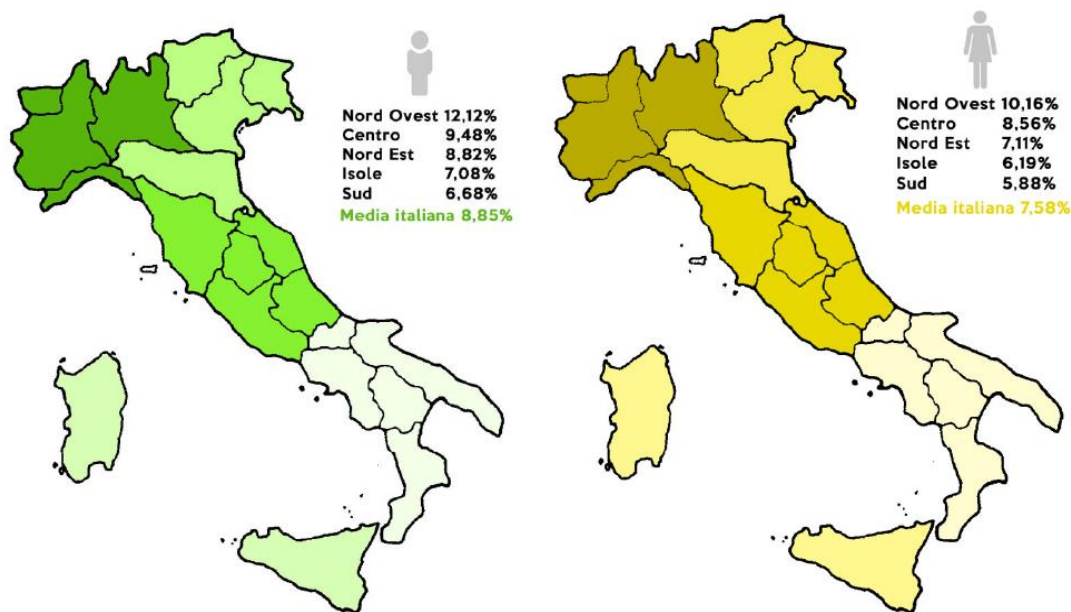 Nord Ovest 12,12%
Centro 9,48%
Nord Est 8,82%
Isole 7,08%
Sud 6,68%
Media italiana 8,85%
Nord Ovest 10,16%
Centro 8,56%
Nord Est 7,11%
Isole 6,19%
Sud 5,88%
Media italiana 7,58%